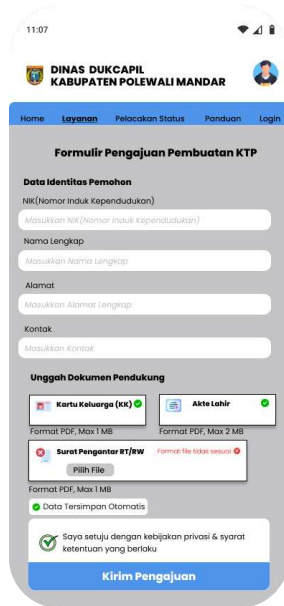 11:07
DINAS DUKCAPIL
KABUPATEN POLEWALI MANDAR
Home Layanan Pelacakan Status Panduan Login
Formulir Pengajuan Pembuatan KTP
Data Identitas Pemohon
NIK(Nomor Induk Kependudukan)
Masukkan NIK(Nomor Induk Kependudukan)
Nama Lengkap
Masukkan Nama Lengkap
Alamat
Masukkan Alamat Lengkap
Kontak
Masukkan Kontak
Unggah Dokumen Pendukung
Kartu Keluarga (KK) Akte Lahir
Format PDF, Max 1 MB Format PDF, Max 2 MB
Surat Pengantar RT/RW Format file tidak sesuai
Pilih File
Format PDF, Max 1 MB
Data Tersimpan Otomatis
Saya setuju dengan kebijakan privasi & syarat
ketentuan yang berlaku
Kirim Pengajuan